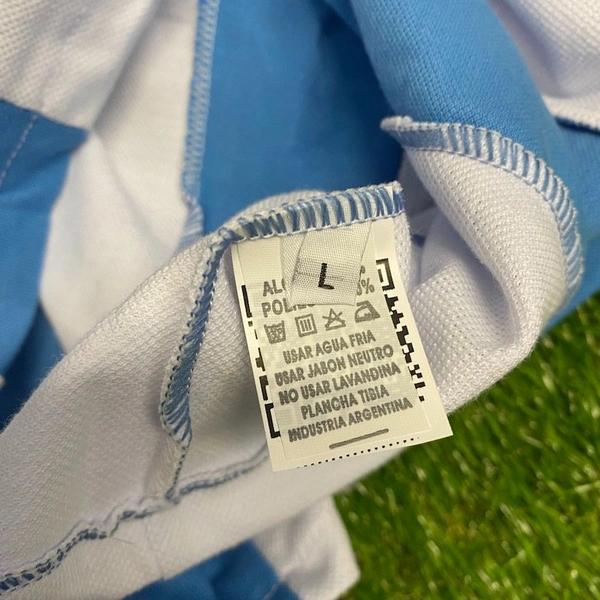 L
USAR AGUA FRIA
USAR JABON NEUTRO
NO USAR LAVANDINA
PLANCHA TIBIA
INDUSTRIA ARGENTINA